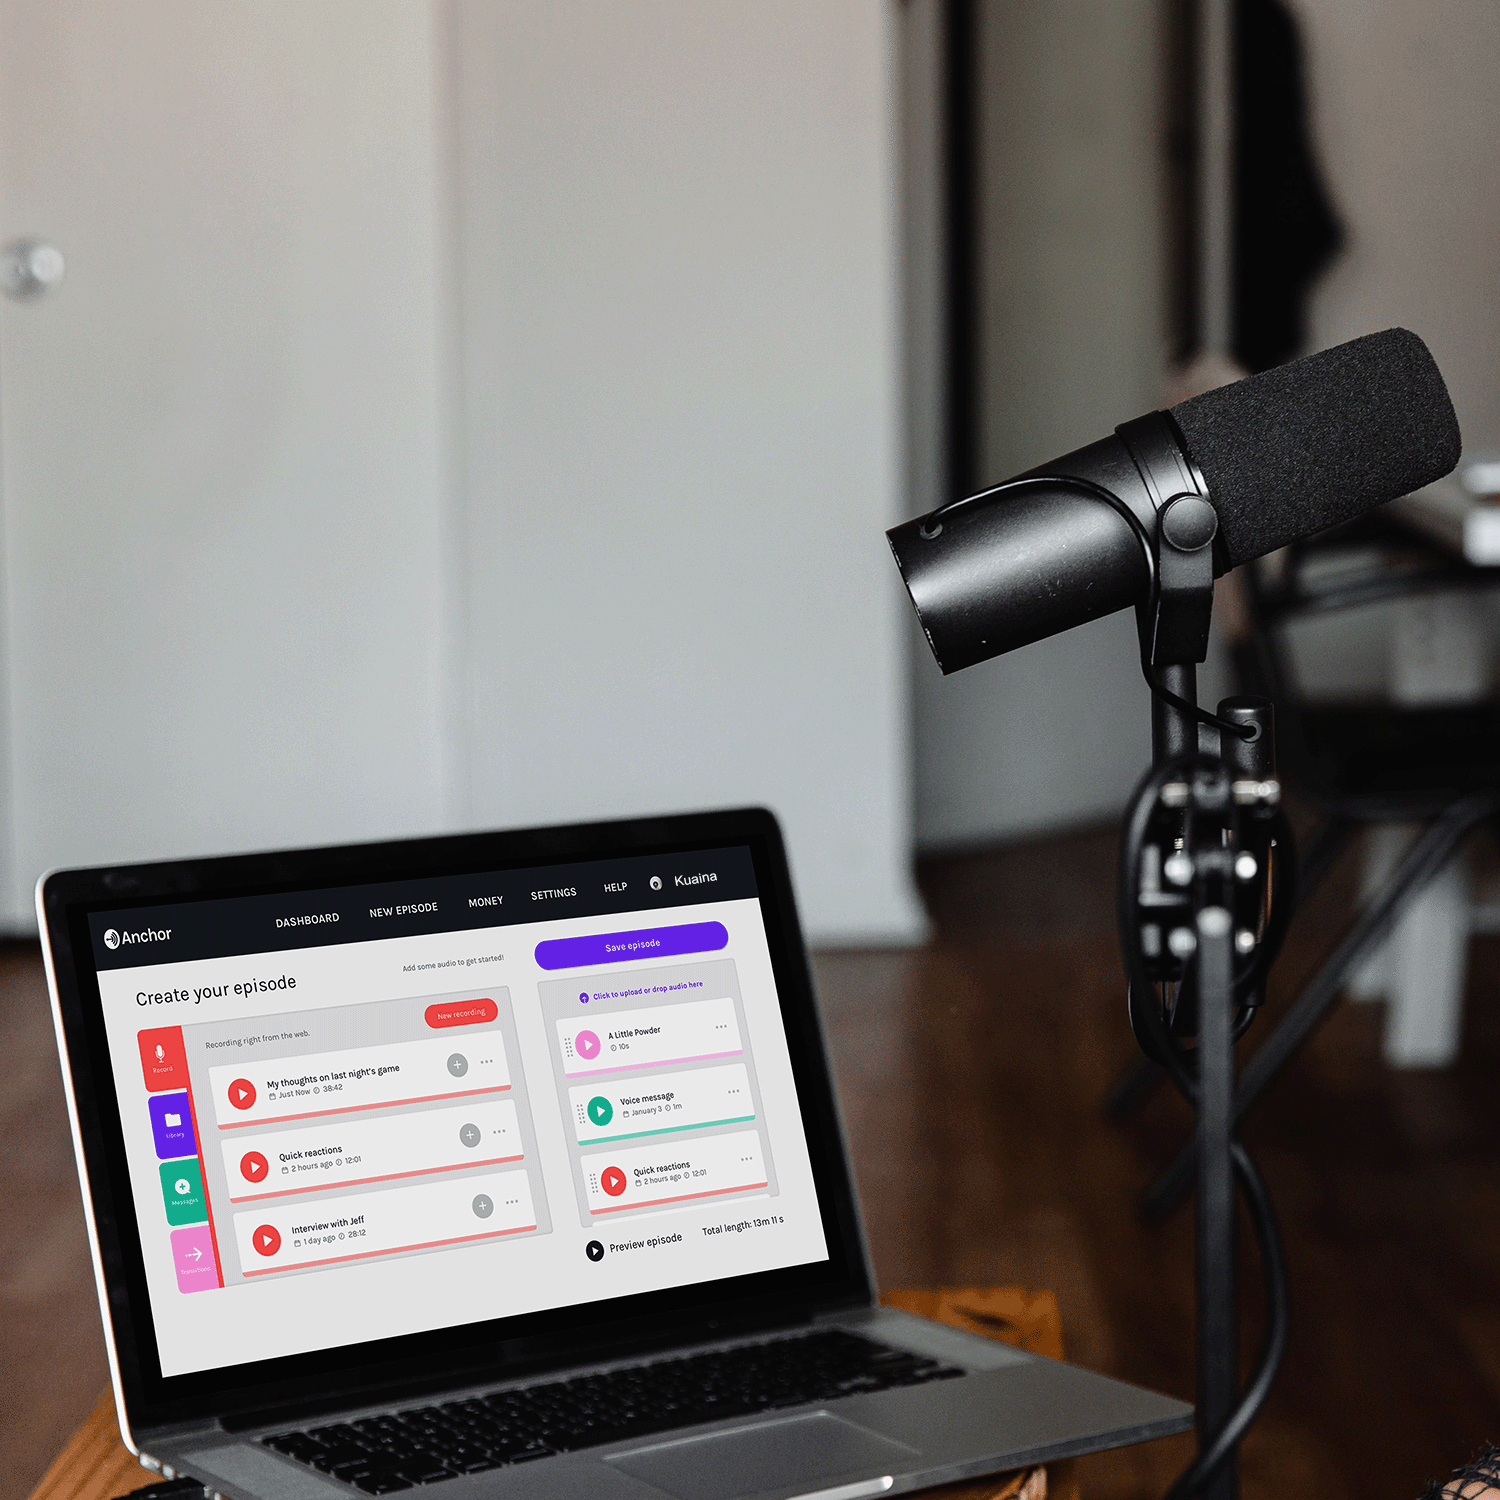 Anchor
DASHBOARD
NEW EPISODE
MONEY
SETTINGS
HELP
Kuaina
Create your episode
Add some audio to get started!
Save episode
Record
Library
Messages
Transitions
Recording right from the web.
New recording
My thoughts on last night's game
Just Now 38:42
Quick reactions
2 hours ago 12:01
Interview with Jeff
1 day ago 28:12
Click to upload or drop audio here
A Little Powder
10s
Voice message
January 3 1m
Quick reactions
2 hours ago 12:01
Preview episode
Total length: 13m 11s